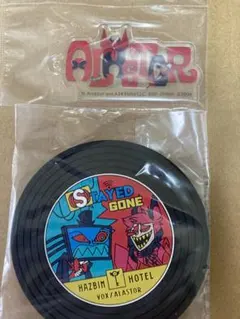 ALASTOR
STAYED
GONE
HAZBIN HOTEL
VOX/ALASTOR